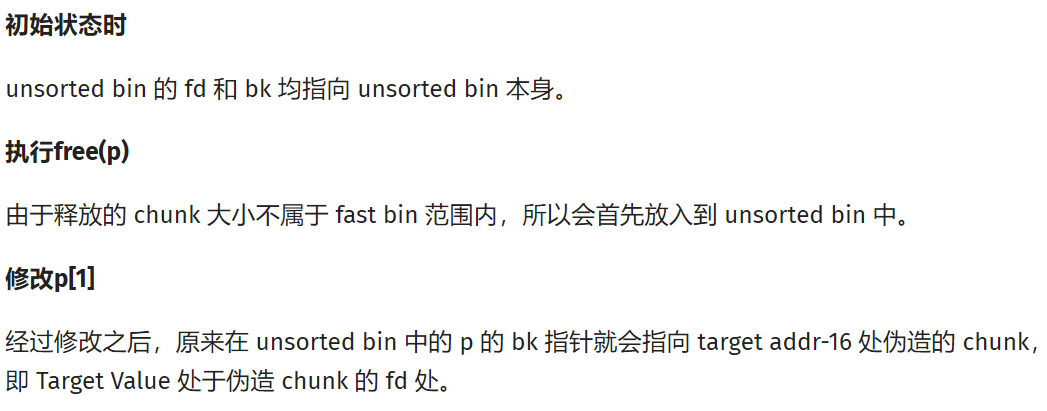 初始状态时
unsorted bin 的 fd 和 bk 均指向 unsorted bin 本身。
执行free(p)
由于释放的 chunk 大小不属于 fast bin 范围内，所以会首先放入到 unsorted bin 中。
修改p[1]
经过修改之后，原来在 unsorted bin 中的 p 的 bk 指针就会指向 target addr-16 处伪造的 chunk，
即 Target Value 处于伪造 chunk 的 fd 处。